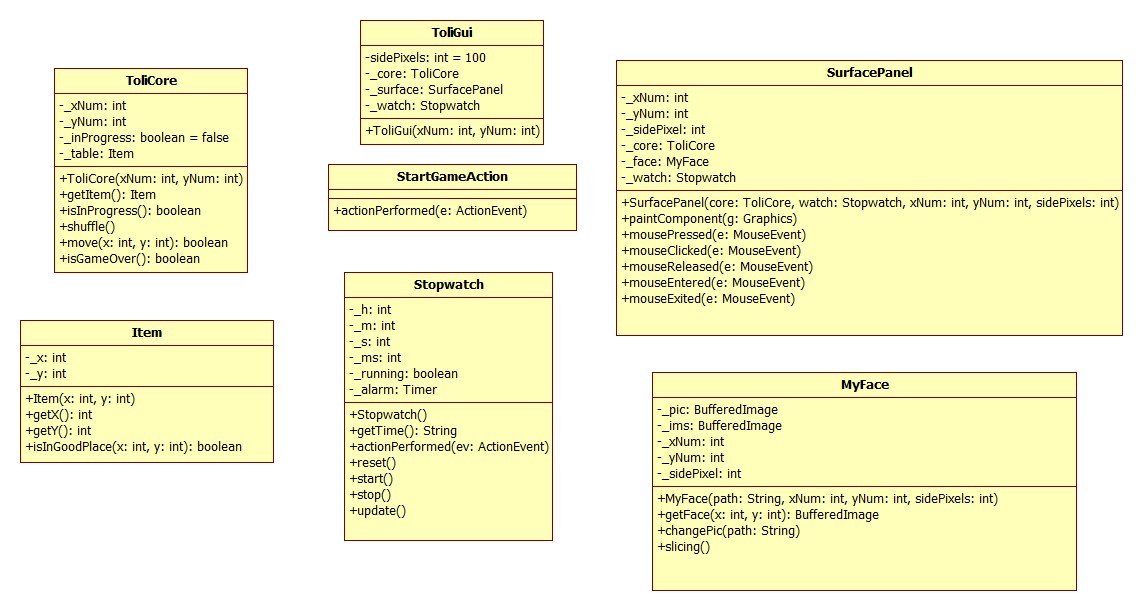 ToliCore
-_xNum: int
-_yNum: int
-_inProgress: boolean = false
-_table: Item
+ToliCore(xNum: int, yNum: int)
+getItem(): Item
+isInProgress(): boolean
+shuffle()
+move(x: int, y: int): boolean
+isGameOver(): boolean
Item
-_x: int
-_y: int
+Item(x: int, y: int)
+getX(): int
+getY(): int
+isInGoodPlace(x: int, y: int): boolean
ToliGui
-sidePixels: int = 100
-_core: ToliCore
-_surface: SurfacePanel
-_watch: Stopwatch
+ToliGui(xNum: int, yNum: int)
StartGameAction
+actionPerformed(e: ActionEvent)
Stopwatch
-_h: int
-_m: int
-_s: int
-_ms: int
-_running: boolean
-_alarm: Timer
+Stopwatch()
+getTime(): String
+actionPerformed(ev: ActionEvent)
+reset()
+start()
+stop()
+update()
SurfacePanel
-_xNum: int
-_yNum: int
-_sidePixel: int
-_core: ToliCore
-_face: MyFace
-_watch: Stopwatch
+SurfacePanel(core: ToliCore, watch: Stopwatch, xNum: int, yNum: int, sidePixels: int)
+paintComponent(g: Graphics)
+mousePressed(e: MouseEvent)
+mouseClicked(e: MouseEvent)
+mouseReleased(e: MouseEvent)
+mouseEntered(e: MouseEvent)
+mouseExited(e: MouseEvent)
MyFace
-_pic: BufferedImage
-_ims: BufferedImage
-_xNum: int
-_yNum: int
-_sidePixel: int
+MyFace(path: String, xNum: int, yNum: int, sidePixels: int)
+getFace(x: int, y: int): BufferedImage
+changePic(path: String)
+slicing()